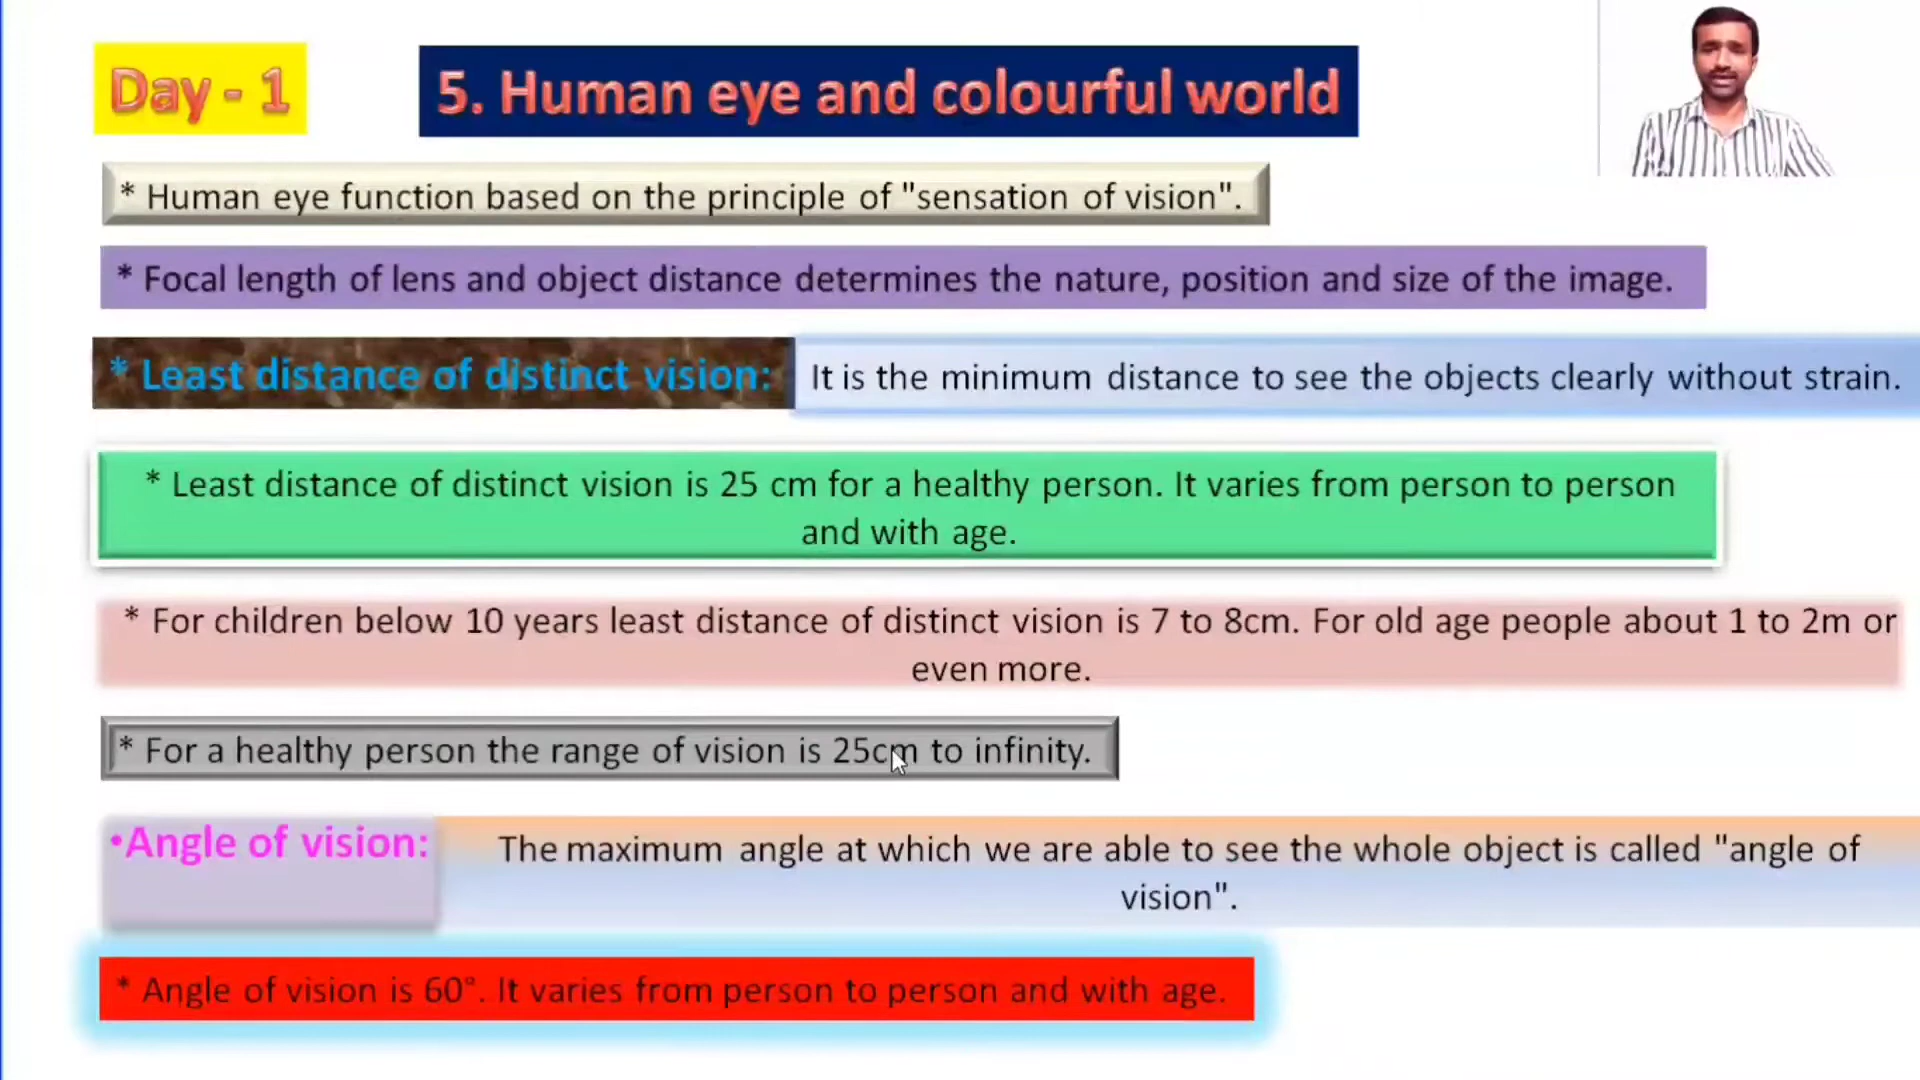 Day - 1
5. Human eye and colourful world
* Human eye function based on the principle of "sensation of vision".
* Focal length of lens and object distance determines the nature, position and size of the image.
* Least distance of distinct vision: It is the minimum distance to see the objects clearly without strain.
* Least distance of distinct vision is 25 cm for a healthy person. It varies from person to person
and with age.
* For children below 10 years least distance of distinct vision is 7 to 8cm. For old age people about 1 to 2m or
even more.
* For a healthy person the range of vision is 25cm to infinity.
•Angle of vision: The maximum angle at which we are able to see the whole object is called "angle of
vision".
* Angle of vision is 60°. It varies from person to person and with age.